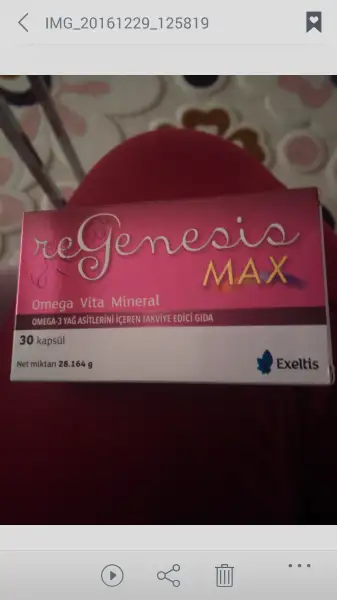 IMG_20161229_125819
reGenesis
MAX
Omega Vita Mineral
OMEGA-3 YAĞ ASİTLERİNİ İÇEREN TAKVİYE EDİCİ GIDA
30 kapsül
Net miktarı 28.164 g
Exeltis